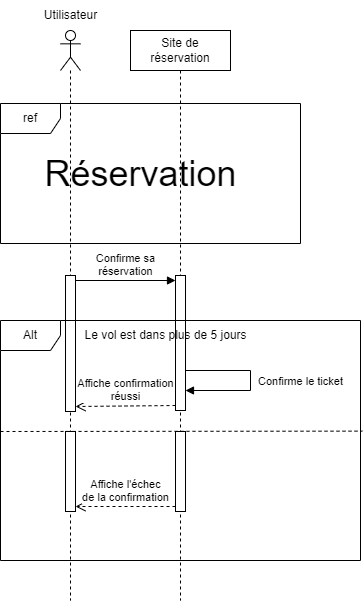 Utilisateur
Site de
réservation
ref
Réservation
Confirme sa
réservation
Alt
Le vol est dans plus de 5 jours
Confirme le ticket
Affiche confirmation
réussi
Affiche l'échec
de la confirmation